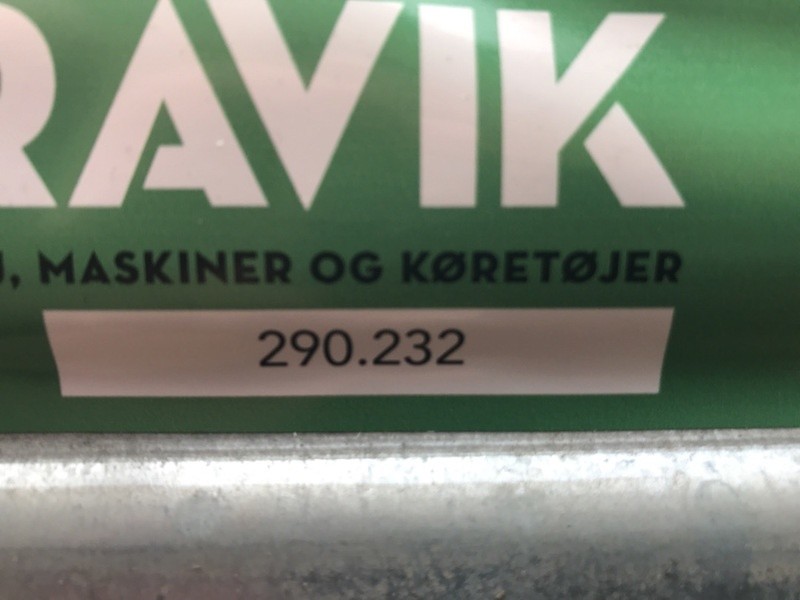 RAVIK
, MASKINER OG KØRETØJER
290.232